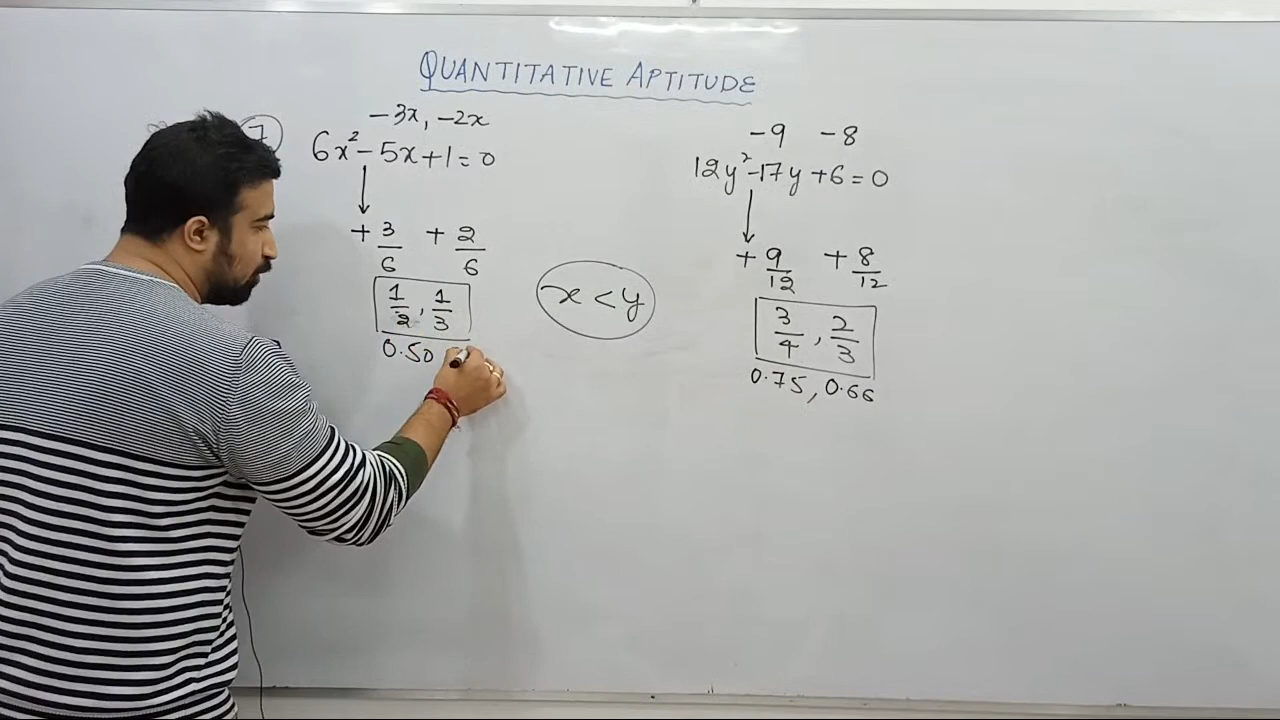 QUANTITATIVE APTITUDE
7
-3x, -2x
6x² - 5x + 1 = 0
+ 3/6 + 2/6
1/2, 1/3
0.50
x < y
-9 -8
12y² - 17y + 6 = 0
+ 9/12 + 8/12
3/4, 2/3
0.75, 0.66